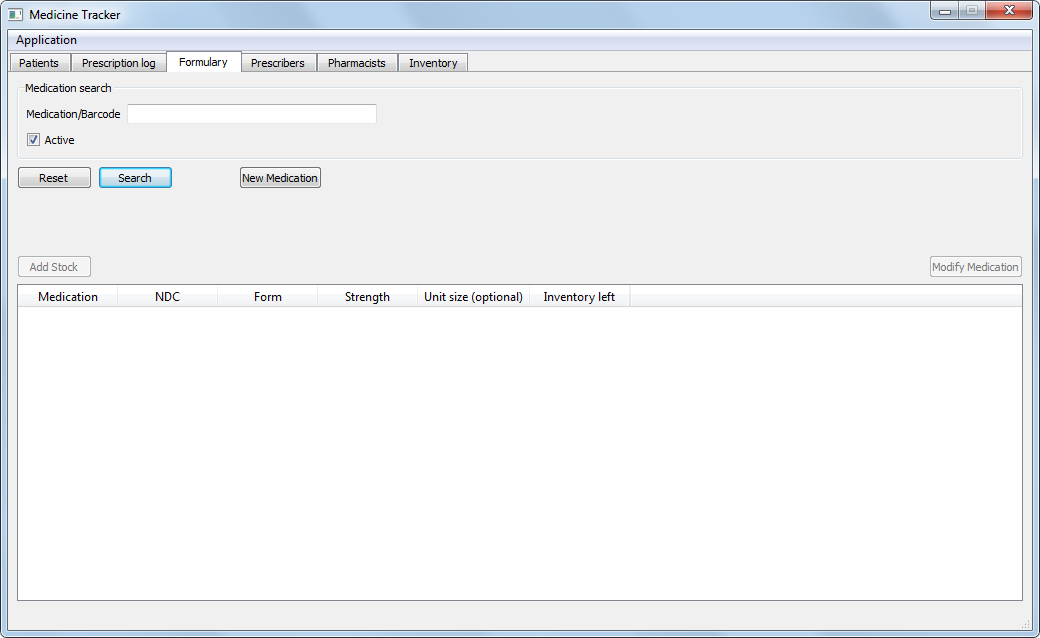 Medicine Tracker
Application
Patients Prescription log Formulary Prescribers Pharmacists Inventory
Medication search
Medication/Barcode
Active
Reset Search New Medication
Add Stock Modify Medication
Medication NDC Form Strength Unit size (optional) Inventory left